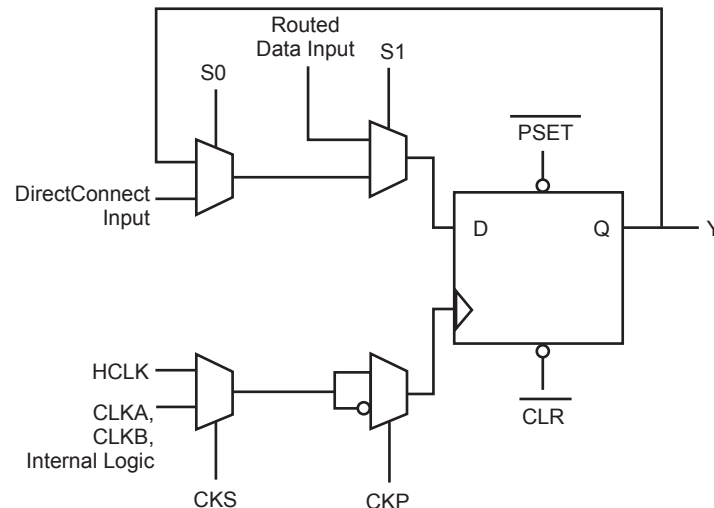 Routed
Data Input
S1
S0
PSET
DirectConnect
Input
D
Q
Y
HCLK
CLKA,
CLKB,
Internal Logic
CLR
CKS
CKP